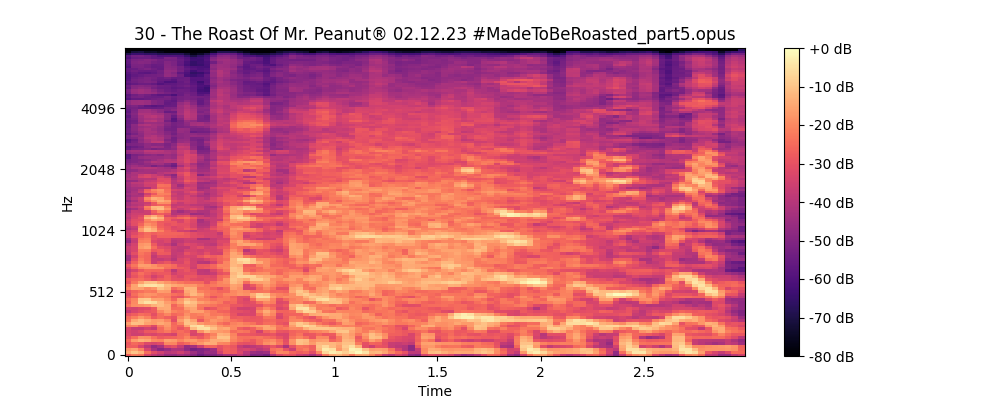 30 - The Roast Of Mr. Peanut® 02.12.23 #MadeToBeRoasted_part5.opus
Hz
4096
2048
1024
512
0
0
0.5
1
1.5
2
2.5
Time
+0 dB
-10 dB
-20 dB
-30 dB
-40 dB
-50 dB
-60 dB
-70 dB
-80 dB